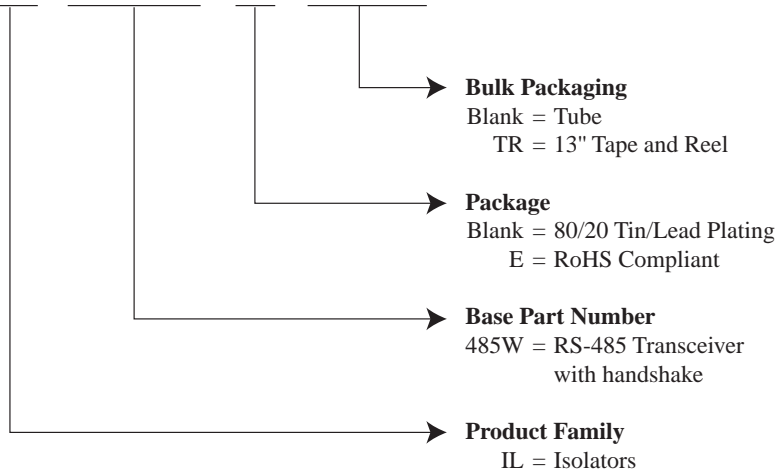 Bulk Packaging
Blank = Tube
TR = 13" Tape and Reel
Package
Blank = 80/20 Tin/Lead Plating
E = RoHS Compliant
Base Part Number
485W = RS-485 Transceiver
with handshake
Product Family
IL = Isolators